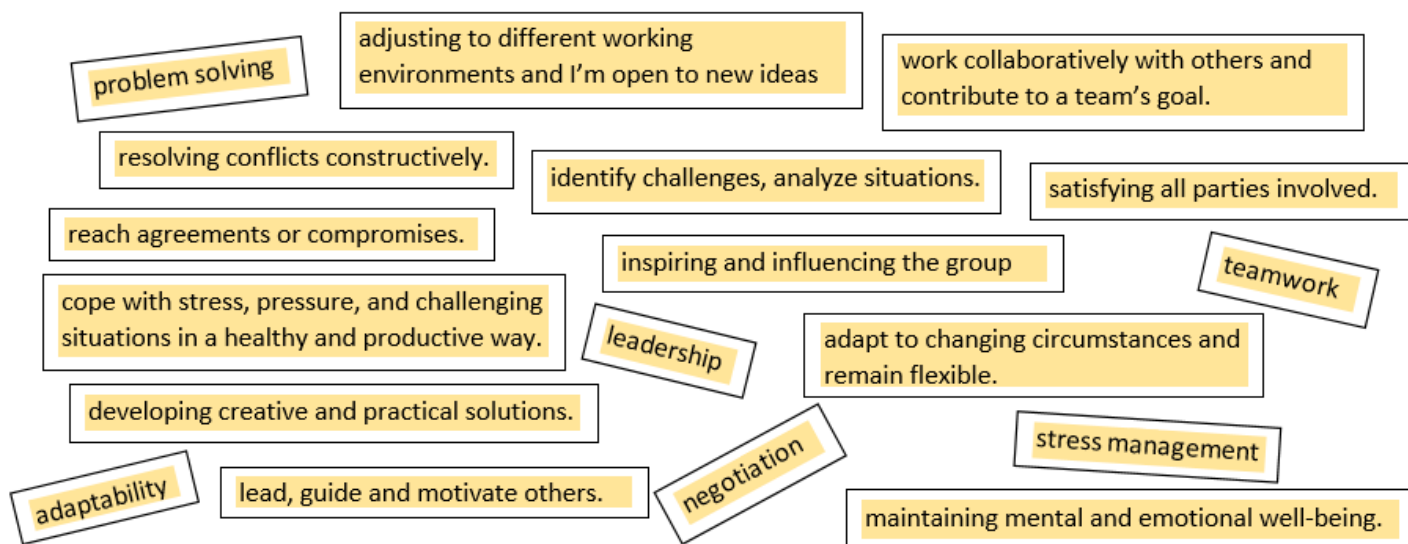 problem solving
adjusting to different working
environments and I’m open to new ideas
work collaboratively with others and
contribute to a team’s goal.
resolving conflicts constructively.
identify challenges, analyze situations.
satisfying all parties involved.
reach agreements or compromises.
inspiring and influencing the group
teamwork
cope with stress, pressure, and challenging
situations in a healthy and productive way.
leadership
adapt to changing circumstances and
remain flexible.
developing creative and practical solutions.
stress management
adaptability
lead, guide and motivate others.
negotiation
maintaining mental and emotional well-being.